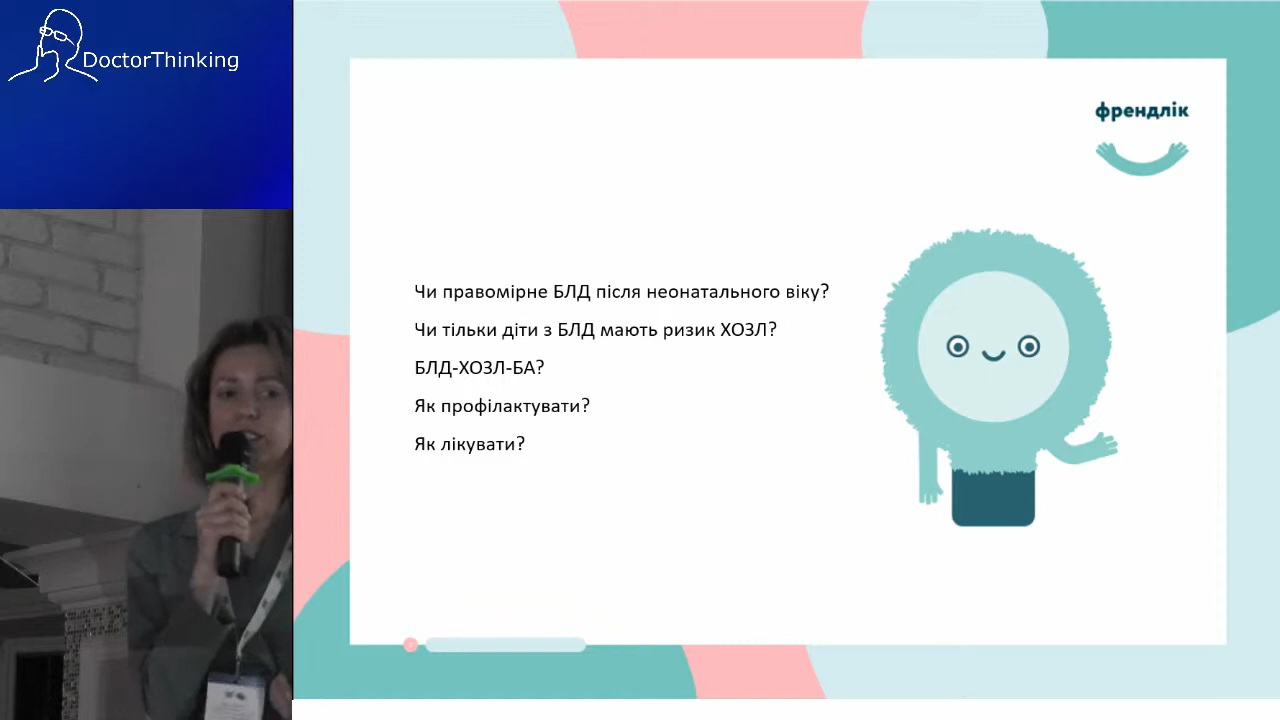 DoctorThinking
френдлік
Чи правомірне БЛД після неонатального віку?
Чи тільки діти з БЛД мають ризик ХОЗЛ?
БЛД-ХОЗЛ-БА?
Як профілактувати?
Як лікувати?